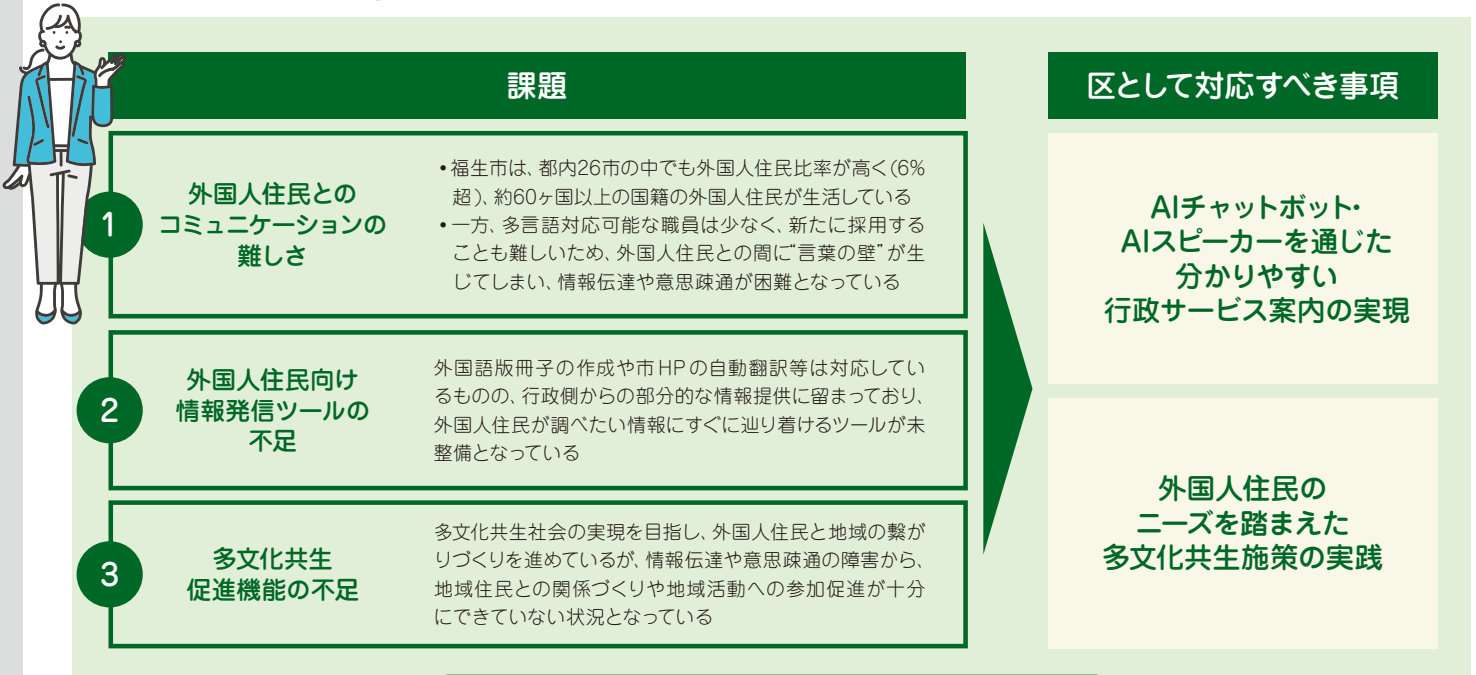 課題
区として対応すべき事項
1
外国人住民との
コミュニケーションの
難しさ
•福生市は、都内26市の中でも外国人住民比率が高く(6%
超)、約60ヶ国以上の国籍の外国人住民が生活している
•一方、多言語対応可能な職員は少なく、新たに採用する
ことも難しいため、外国人住民との間に“言葉の壁”が生
じてしまい、情報伝達や意思疎通が困難となっている
2
外国人住民向け
情報発信ツールの
不足
外国語版冊子の作成や市HPの自動翻訳等は対応してい
るものの、行政側からの部分的な情報提供に留まっており、
外国人住民が調べたい情報にすぐに辿り着けるツールが未
整備となっている
3
多文化共生
促進機能の不足
多文化共生社会の実現を目指し、外国人住民と地域の繋が
りづくりを進めているが、情報伝達や意思疎通の障害から、
地域住民との関係づくりや地域活動への参加促進が十分
にできていない状況となっている
AIチャットボット・
AIスピーカーを通じた
分かりやすい
行政サービス案内の実現
外国人住民の
ニーズを踏まえた
多文化共生施策の実践